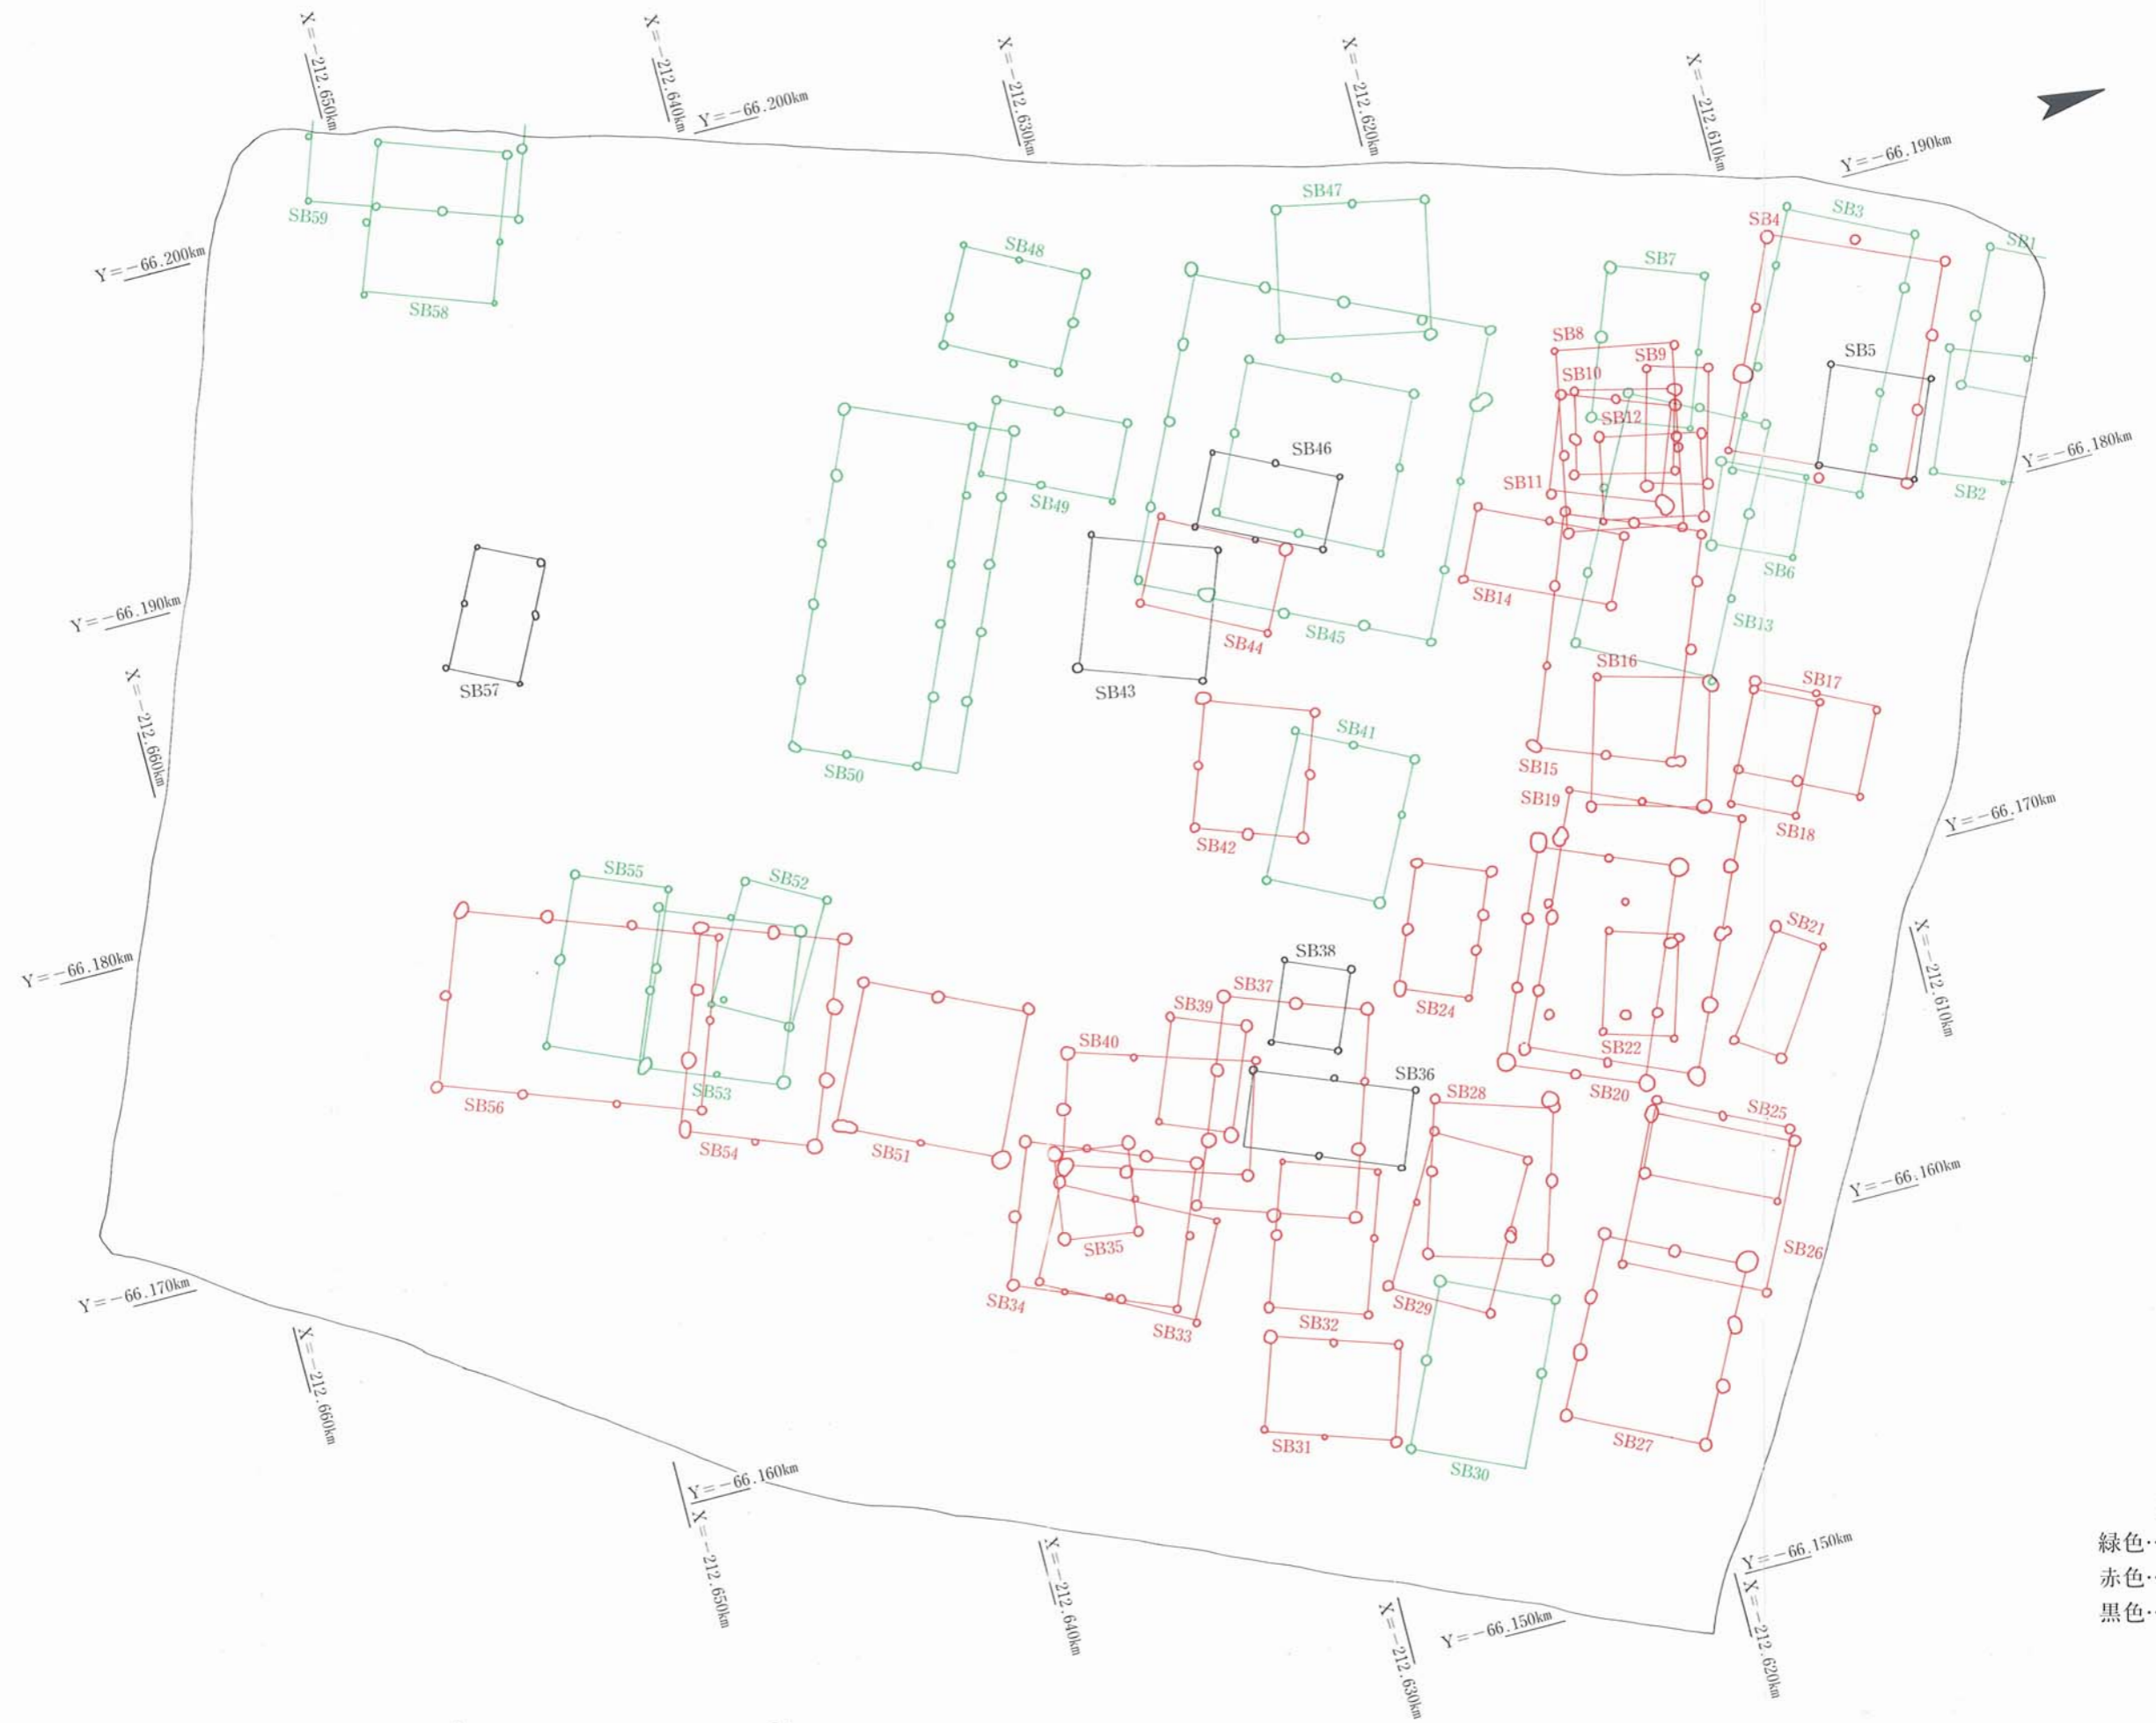 X=-212.650km
X=-212.640km
Y=-66.200km
X=-212.630km
X=-212.620km
X=-212.610km
Y=-66.190km
SB59
SB58
Y=-66.200km
SB48
SB47
SB7
SB4
SB3
SB1
SB8
SB9
SB10
SB12
SB5
SB46
SB49
SB11
SB2
Y=-66.180km
SB14
SB6
SB13
Y=-66.190km
SB57
SB43
SB44
SB45
SB16
SB17
X=-212.660km
SB50
SB41
SB15
SB42
SB19
SB18
Y=-66.170km
SB55
SB52
SB21
Y=-66.180km
SB38
SB37
SB39
SB24
X=-212.610km
SB40
SB22
SB36
SB28
SB20
SB25
SB56
SB53
SB54
SB51
Y=-66.160km
SB35
SB26
SB34
SB33
SB32
SB29
Y=-66.170km
X=-212.660km
SB31
SB30
SB27
Y=-66.160km
X=-212.650km
X=-212.640km
X=-212.630km
Y=-66.150km
Y=-66.150km
X=-212.620km
緑色‥
赤色‥
黒色‥